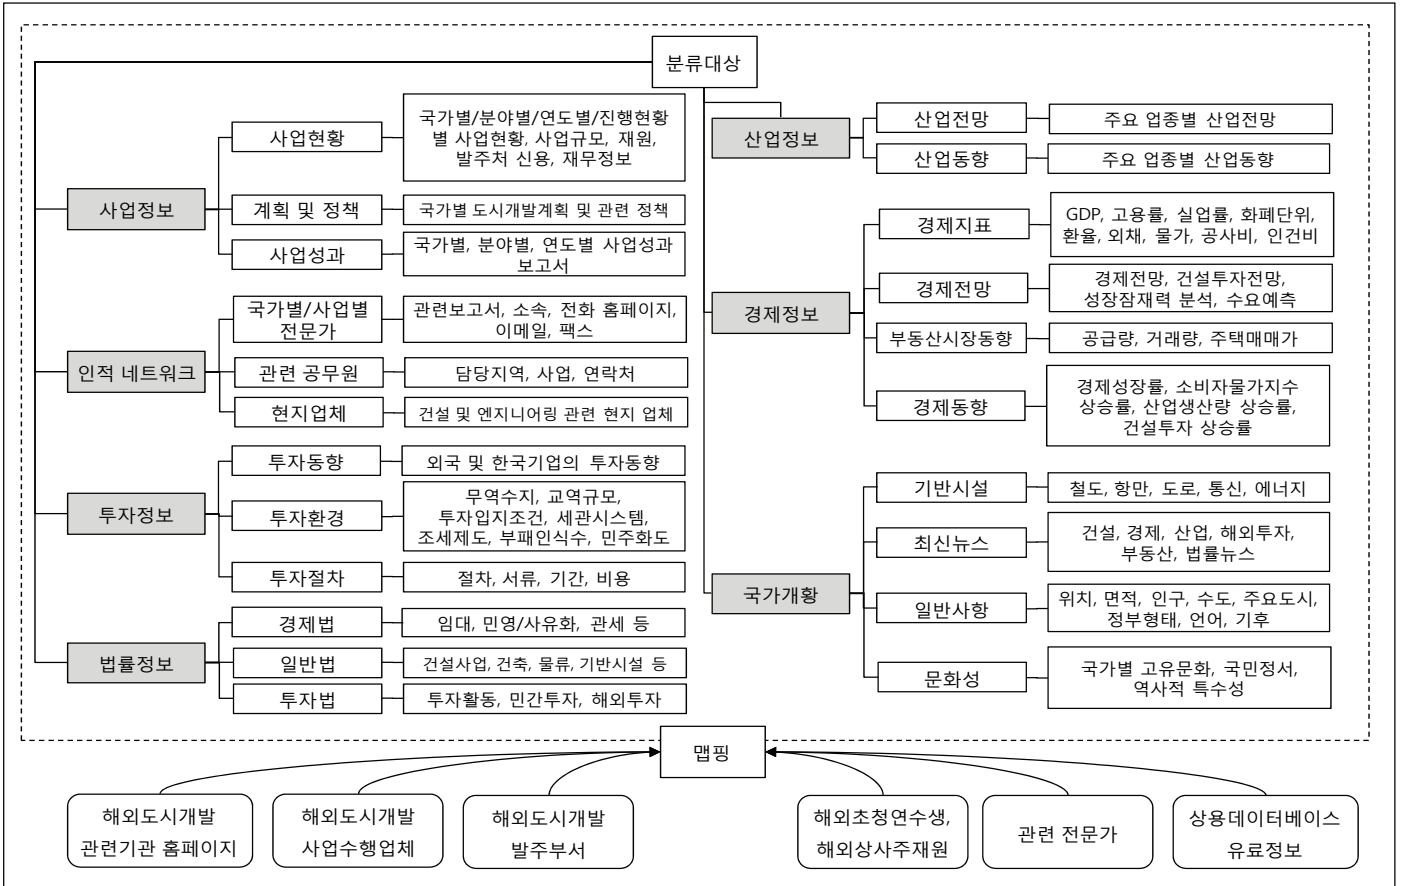 분류대상
사업정보
사업현황
국가별/분야별/연도별/진행현황
별 사업현황, 사업규모, 재원,
발주처 신용, 재무정보
계획 및 정책
국가별 도시개발계획 및 관련 정책
사업성과
국가별, 분야별, 연도별 사업성과
보고서
인적 네트워크
국가별/사업별
전문가
관련보고서, 소속, 전화 홈페이지,
이메일, 팩스
관련 공무원
담당지역, 사업, 연락처
현지업체
건설 및 엔지니어링 관련 현지 업체
투자정보
투자동향
외국 및 한국기업의 투자동향
투자환경
무역수지, 교역규모,
투자입지조건, 세관시스템,
조세제도, 부패인식수, 민주화도
투자절차
절차, 서류, 기간, 비용
법률정보
경제법
임대, 민영/사유화, 관세 등
일반법
건설사업, 건축, 물류, 기반시설 등
투자법
투자활동, 민간투자, 해외투자
산업정보
산업전망
주요 업종별 산업전망
산업동향
주요 업종별 산업동향
경제정보
경제지표
GDP, 고용률, 실업률, 화폐단위,
환율, 외채, 물가, 공사비, 인건비
경제전망
경제전망, 건설투자전망,
성장잠재력 분석, 수요예측
부동산시장동향
공급량, 거래량, 주택매매가
경제동향
경제성장률, 소비자물가지수
상승률, 산업생산량 상승률,
건설투자 상승률
국가개황
기반시설
철도, 항만, 도로, 통신, 에너지
최신뉴스
건설, 경제, 산업, 해외투자,
부동산, 법률뉴스
일반사항
위치, 면적, 인구, 수도, 주요도시,
정부형태, 언어, 기후
문화성
국가별 고유문화, 국민정서,
역사적 특수성
맵핑
해외도시개발
관련기관 홈페이지
해외도시개발
사업수행업체
해외도시개발
발주부서
해외초청연수생,
해외상사주재원
관련 전문가
상용데이터베이스
유료정보